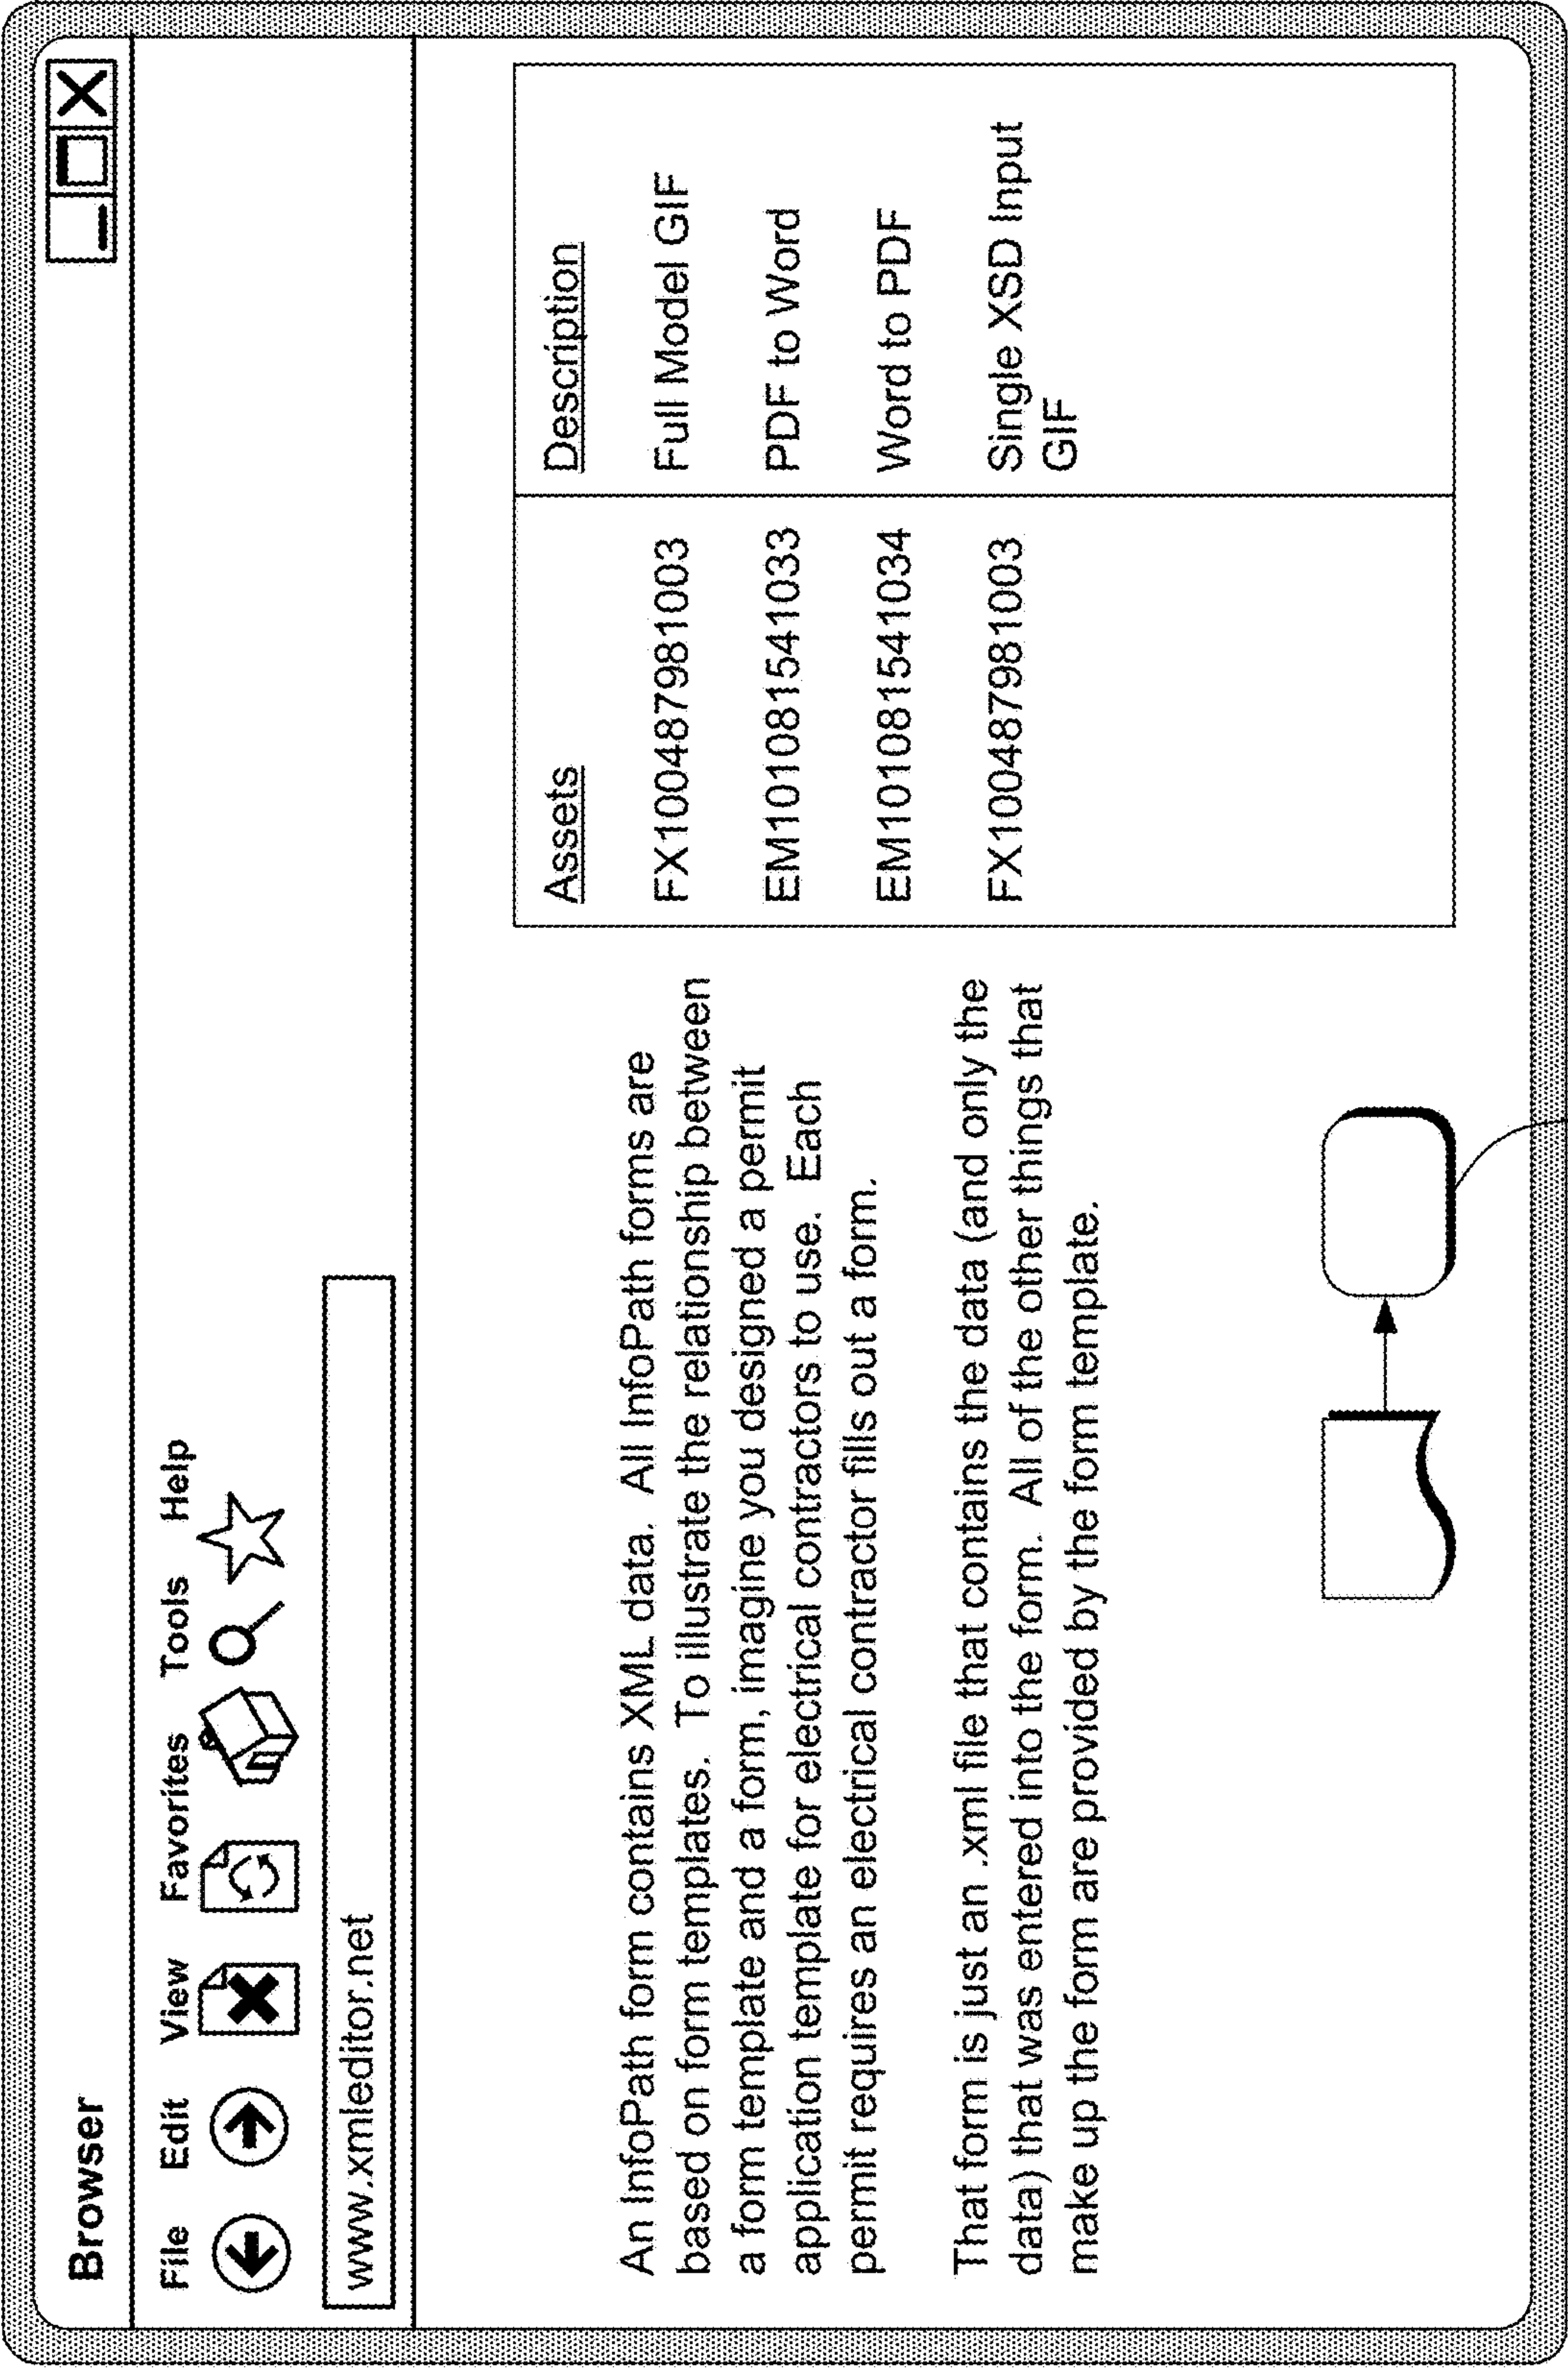 Browser
File Edit View Favorites Tools Help
www.xmleditor.net
An InfoPath form contains XML data. All InfoPath forms are
based on form templates. To illustrate the relationship between
a form template and a form, imagine you designed a permit
application template for electrical contractors to use. Each
permit requires an electrical contractor fills out a form.
That form is just an .xml file that contains the data (and only the
data) that was entered into the form. All of the other things that
make up the form are provided by the form template.
Assets Description
FX100487981003 Full Model GIF
EM101081541033 PDF to Word
EM101081541034 Word to PDF
FX100487981003 Single XSD Input
GIF